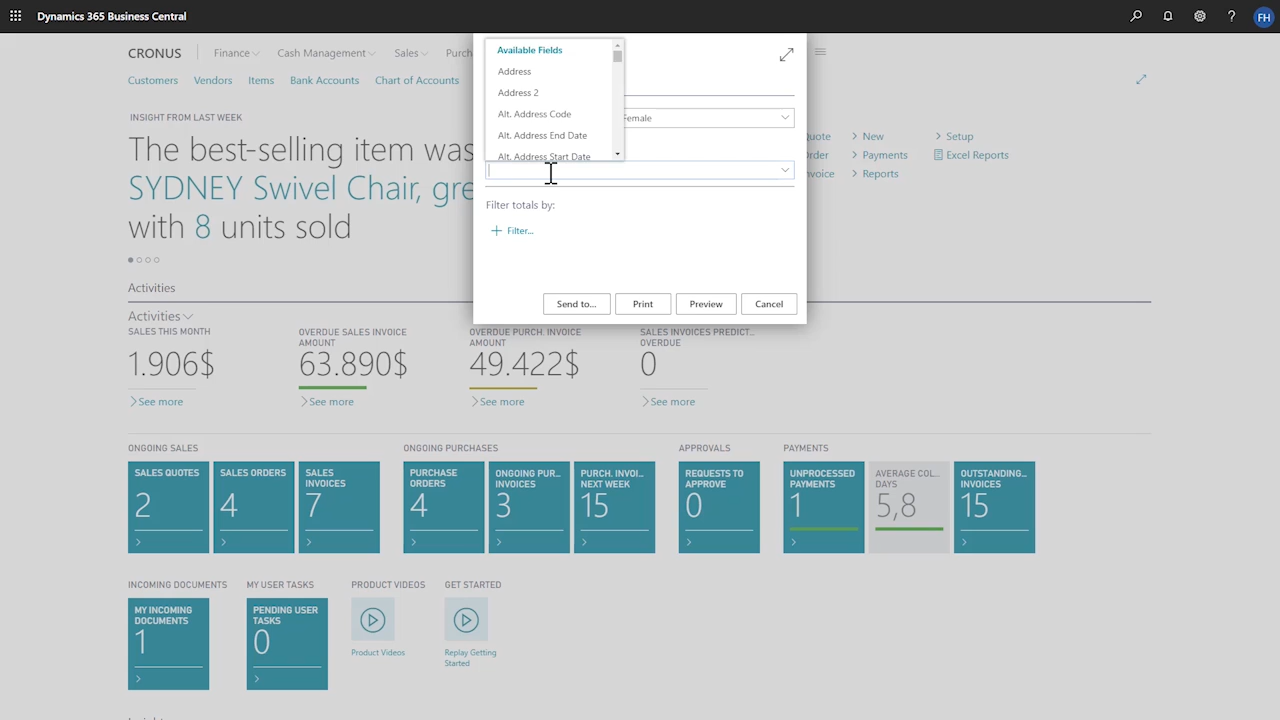 Dynamics 365 Business Central
FH
CRONUS
Finance
Cash Management
Sales
Purch
Customers
Vendors
Items
Bank Accounts
Chart of Accounts
INSIGHT FROM LAST WEEK
The best-selling item was
SYDNEY Swivel Chair, gre
with 8 units sold
Available Fields
Address
Address 2
Alt. Address Code
Alt. Address End Date
Alt. Address Start Date
Female
Filter totals by:
Filter...
Send to...
Print
Preview
Cancel
Quote
New
Setup
Order
Payments
Excel Reports
nvoice
Reports
Activities
Activities
SALES THIS MONTH
1.906$
See more
OVERDUE SALES INVOICE
AMOUNT
63.890$
See more
OVERDUE PURCH. INVOICE
AMOUNT
49.422$
See more
SALES INVOICES PREDICT...
OVERDUE
0
See more
ONGOING SALES
SALES QUOTES
2
SALES ORDERS
4
SALES
INVOICES
7
ONGOING PURCHASES
PURCHASE
ORDERS
4
ONGOING PUR...
INVOICES
3
PURCH. INVOI...
NEXT WEEK
15
APPROVALS
REQUESTS TO
APPROVE
0
PAYMENTS
UNPROCESSED
PAYMENTS
1
AVERAGE COL...
DAYS
5,8
OUTSTANDING...
INVOICES
15
INCOMING DOCUMENTS
MY INCOMING
DOCUMENTS
1
MY USER TASKS
PENDING USER
TASKS
0
PRODUCT VIDEOS
Product Videos
GET STARTED
Replay Getting
Started